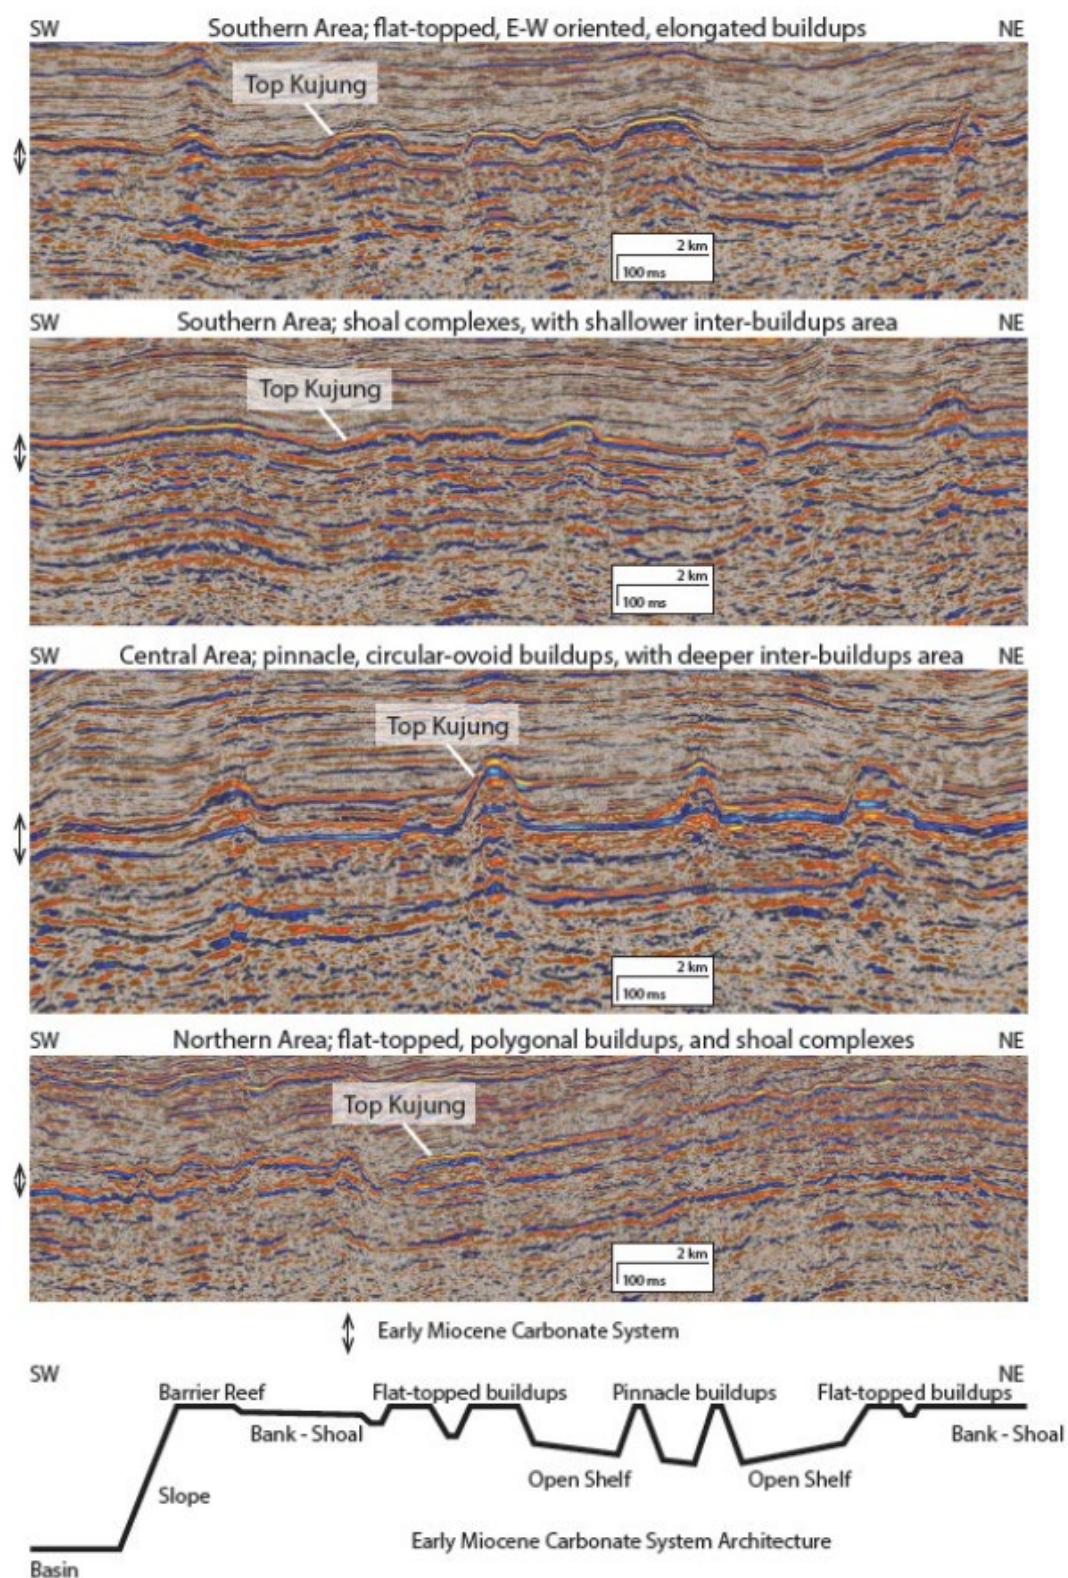 SW Southern Area; flat-topped, E-W oriented, elongated buildups NE
Top Kujung
2 km
100 ms
SW Southern Area; shoal complexes, with shallower inter-buildups area NE
Top Kujung
2 km
100 ms
SW Central Area; pinnacle, circular-ovoid buildups, with deeper inter-buildups area NE
Top Kujung
2 km
100 ms
SW Northern Area; flat-topped, polygonal buildups, and shoal complexes NE
Top Kujung
2 km
100 ms
Early Miocene Carbonate System
SW NE
Barrier Reef Flat-topped buildups Pinnacle buildups Flat-topped buildups
Bank - Shoal Bank - Shoal
Open Shelf Open Shelf
Slope
Early Miocene Carbonate System Architecture
Basin